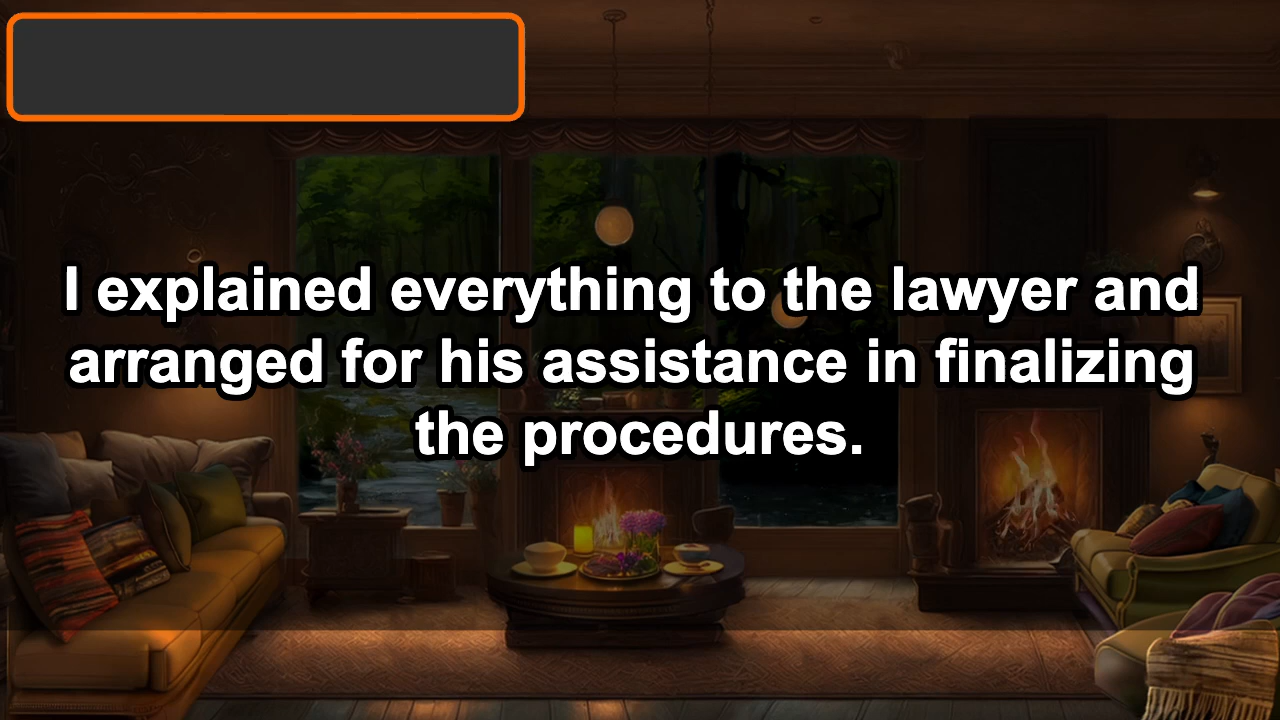 I explained everything to the lawyer and
arranged for his assistance in finalizing
the procedures.